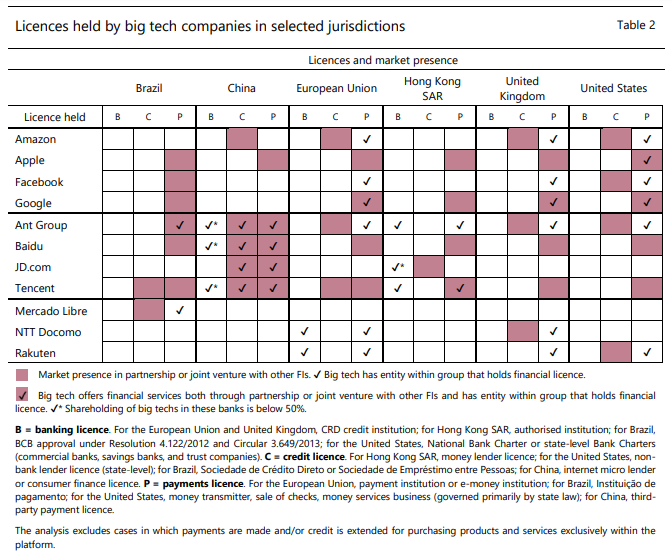 Licences held by big tech companies in selected jurisdictions Table 2
Licences and market presence
Brazil China European Union Hong Kong SAR United Kingdom United States
Licence held B C P B C P B C P B C P B C P B C P
Amazon ✓ ✓ ✓
Apple ✓
Facebook ✓ ✓ ✓
Google ✓ ✓ ✓
Ant Group ✓ ✓* ✓ ✓ ✓ ✓ ✓ ✓ ✓
Baidu ✓* ✓ ✓
JD.com ✓ ✓ ✓*
Tencent ✓* ✓ ✓ ✓ ✓
Mercado Libre ✓
NTT Docomo ✓ ✓ ✓
Rakuten ✓ ✓ ✓ ✓
Market presence in partnership or joint venture with other FIs. ✓ Big tech has entity within group that holds financial licence.
✓ Big tech offers financial services both through partnership or joint venture with other FIs and has entity within group that holds financial
licence. ✓* Shareholding of big techs in these banks is below 50%.
B = banking licence. For the European Union and United Kingdom, CRD credit institution; for Hong Kong SAR, authorised institution; for Brazil,
BCB approval under Resolution 4.122/2012 and Circular 3.649/2013; for the United States, National Bank Charter or state-level Bank Charters
(commercial banks, savings banks, and trust companies). C = credit licence. For Hong Kong SAR, money lender licence; for the United States, non-
bank lender licence (state-level); for Brazil, Sociedade de Crédito Direto or Sociedade de Empréstimo entre Pessoas; for China, internet micro lender
or consumer finance licence. P = payments licence. For the European Union, payment institution or e-money institution; for Brazil, Instituição de
pagamento; for the United States, money transmitter, sale of checks, money services business (governed primarily by state law); for China, third-
party payment licence.
The analysis excludes cases in which payments are made and/or credit is extended for purchasing products and services exclusively within the
platform.